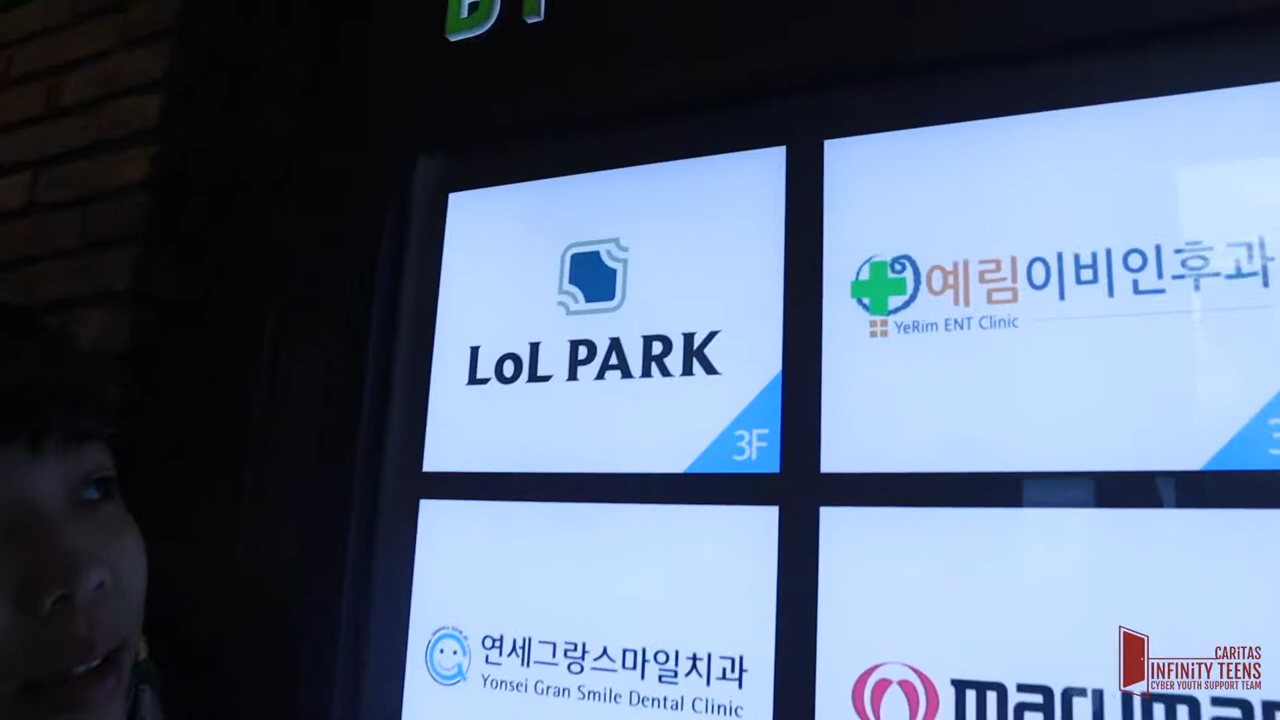 LoL PARK
3F
예림이비인후과
YeRim ENT Clinic
연세그랑스마일치과
Yonsei Gran Smile Dental Clinic
CARiTAS
INFiNiTY TEENS
CYBER YOUTH SUPPORT TEAM